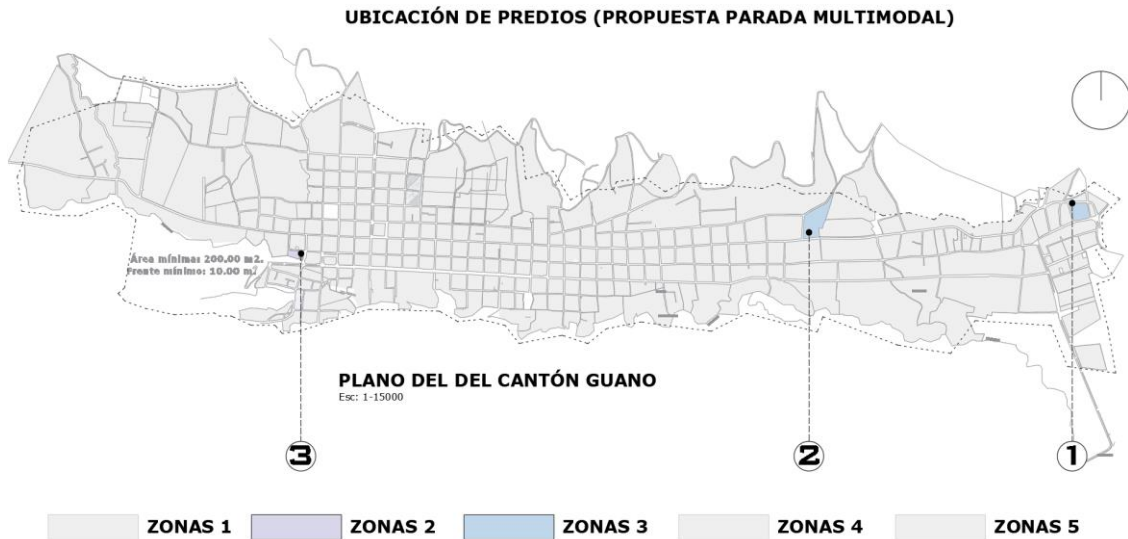 UBICACIÓN DE PREDIOS (PROPUESTA PARADA MULTIMODAL)
Área mínima: 200.00 m2.
Frente mínimo: 10.00 m.
PLANO DEL DEL CANTÓN GUANO
Esc: 1-15000
3 2 1
ZONAS 1 ZONAS 2 ZONAS 3 ZONAS 4 ZONAS 5